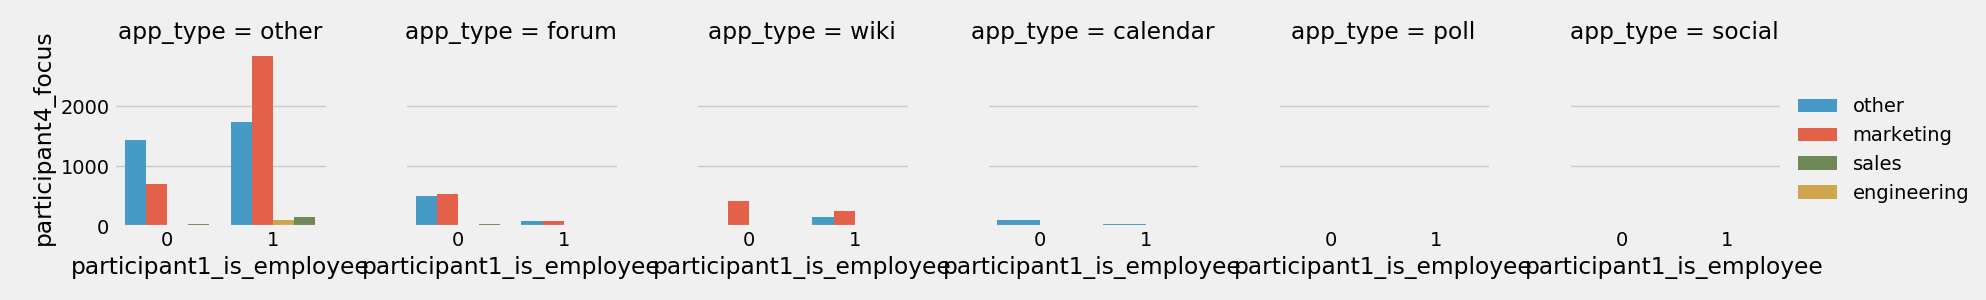 app_type = other
app_type = forum
app_type = wiki
app_type = calendar
app_type = poll
app_type = social
participant4_focus
2000
1000
0
0 1
0 1
0 1
0 1
0 1
0 1
participant1_is_employee
participant1_is_employee
participant1_is_employee
participant1_is_employee
participant1_is_employee
participant1_is_employee
other
marketing
sales
engineering